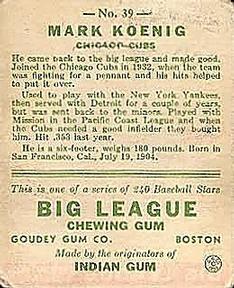 — No. 39 —
MARK KOENIG
CHICAGO CUBS
He came back to the big league and made good.
Joined the Chicago Cubs in 1932, when the team
was fighting for a pennant and his hits helped
to put it over.
Used to play with the New York Yankees,
then served with Detroit for a couple of years,
but was sent back to the minors. Played with
Mission in the Pacific Coast League and when
the Cubs needed a good infielder they bought
him. Hit .353 last year.
He is a six-footer, weighs 180 pounds. Born in
San Francisco, Cal., July 19, 1904.
This is one of a series of 240 Baseball Stars
BIG LEAGUE
CHEWING GUM
GOUDEY GUM CO. BOSTON
Made by the originators of
INDIAN GUM